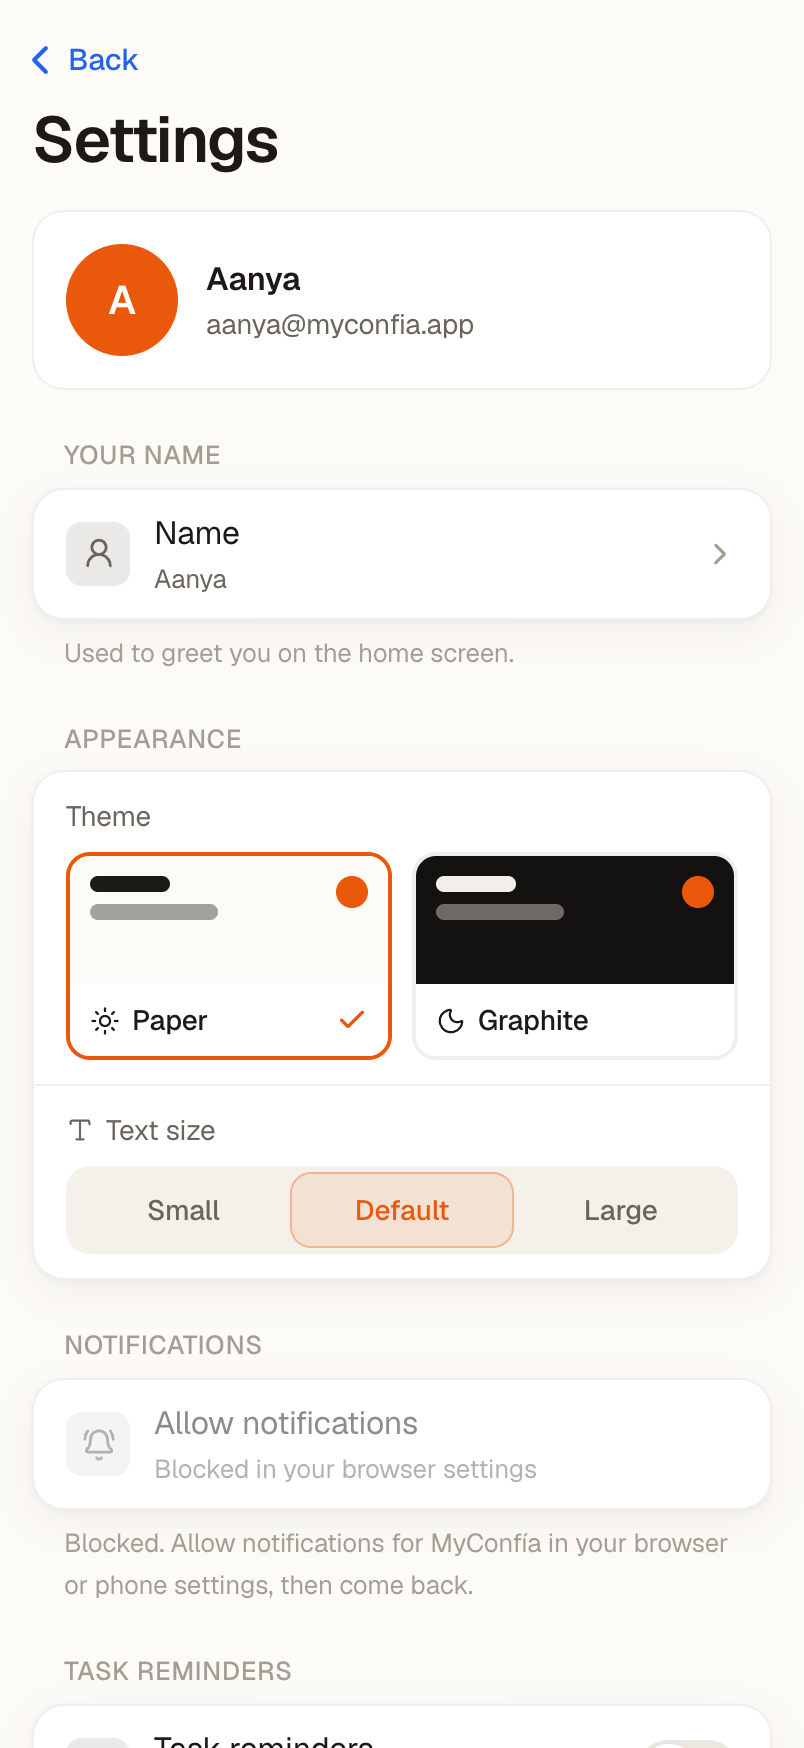 Back
Settings
A
Aanya
aanya@myconfia.app
YOUR NAME
Name
Aanya
Used to greet you on the home screen.
APPEARANCE
Theme
Paper
Graphite
Text size
Small
Default
Large
NOTIFICATIONS
Allow notifications
Blocked in your browser settings
Blocked. Allow notifications for MyConfía in your browser
or phone settings, then come back.
TASK REMINDERS
Task reminders